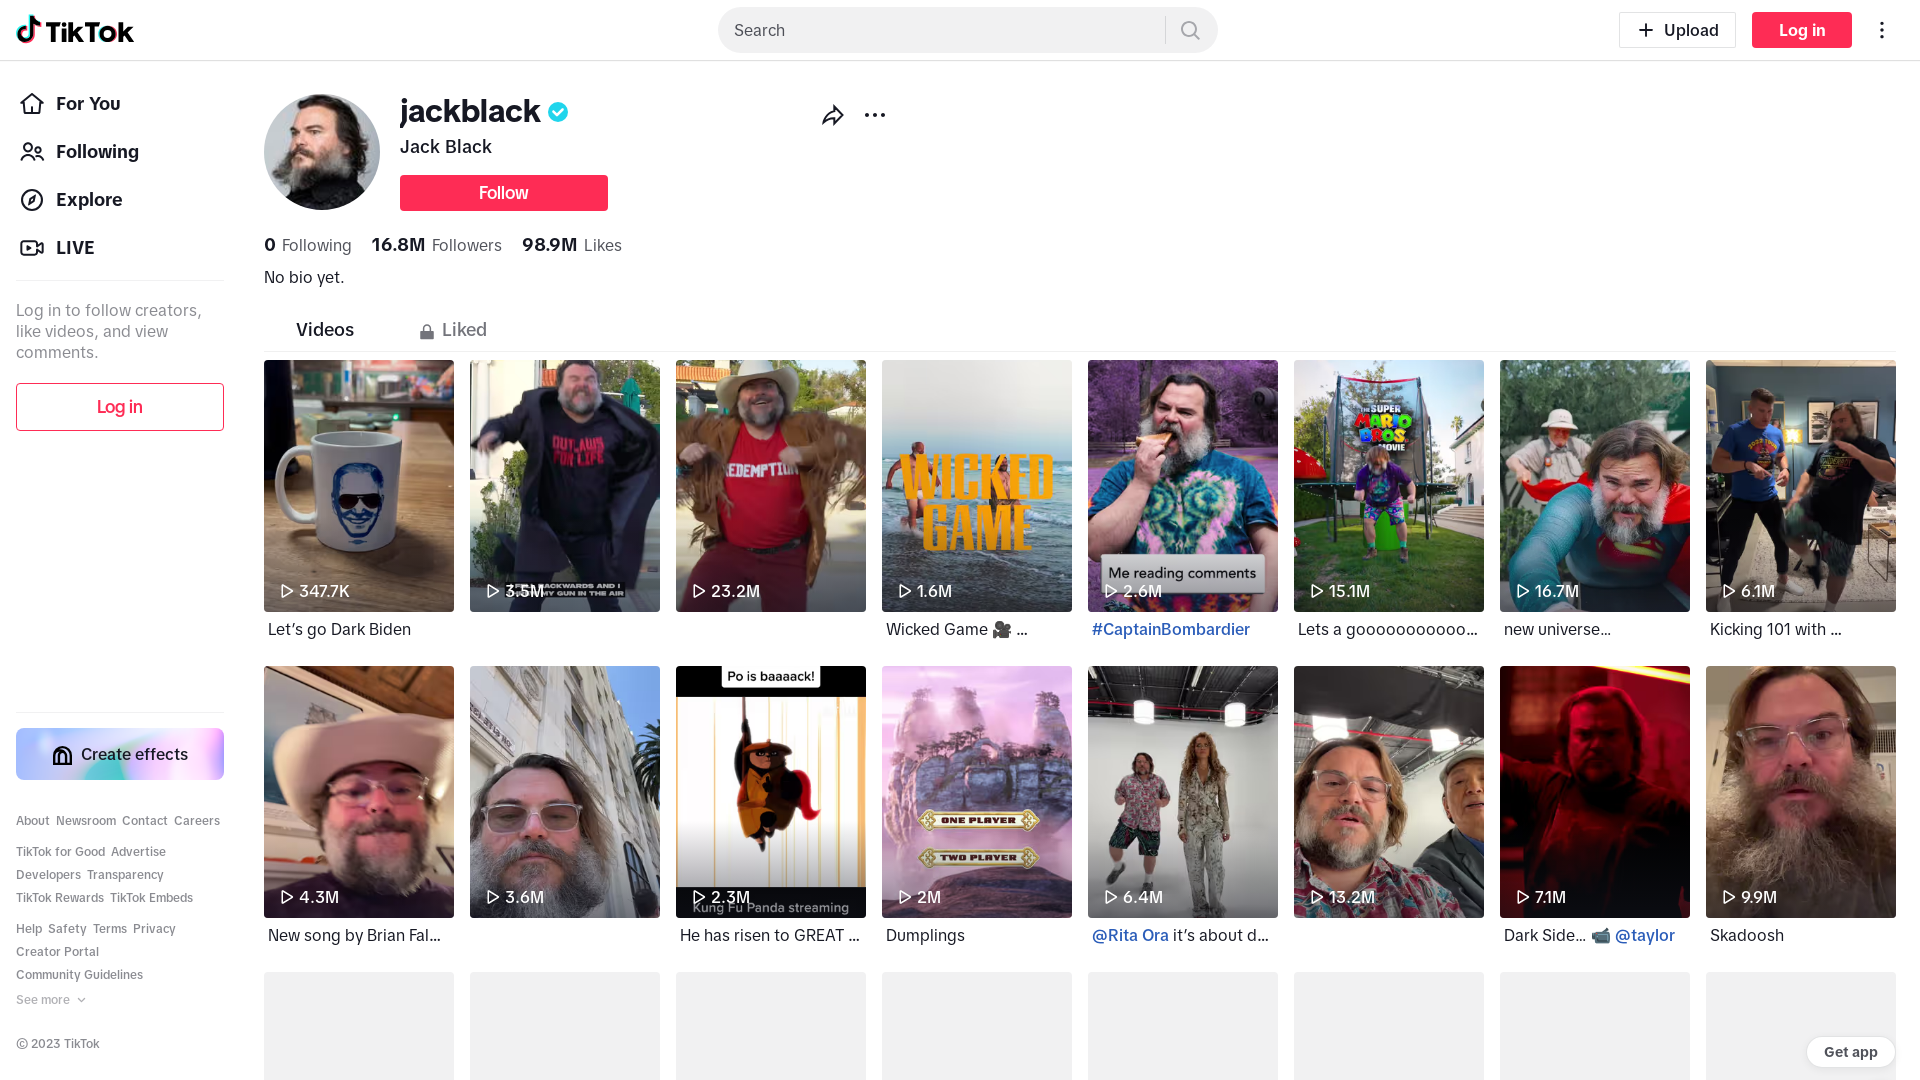 TikTok
Search
Upload
Log in
For You
Following
Explore
LIVE
Log in to follow creators,
like videos, and view
comments.
Log in
Create effects
About Newsroom Contact Careers
TikTok for Good Advertise
Developers Transparency
TikTok Rewards TikTok Embeds
Help Safety Terms Privacy
Creator Portal
Community Guidelines
See more
© 2023 TikTok
jackblack
Jack Black
Follow
0 Following 16.8M Followers 98.9M Likes
No bio yet.
Videos
Liked
347.7K
Let’s go Dark Biden
OUTLAWS
FOR LIFE
BACKWARDS AND I
MY GUN IN THE AIR
3.5M
REDEMPTION
23.2M
WICKED
GAME
1.6M
Wicked Game 🎥 ...
Me reading comments
2.6M
#CaptainBombardier
THE SUPER
MARIO
BROS.
MOVIE
15.1M
Lets a gooooooooooo...
16.7M
new universe...
6.1M
Kicking 101 with ...
4.3M
New song by Brian Fal...
3.6M
Po is baaaack!
Kung Fu Panda streaming
2.3M
He has risen to GREAT ...
ONE PLAYER
TWO PLAYER
2M
Dumplings
6.4M
@Rita Ora it’s about d...
13.2M
7.1M
Dark Side... 📹 @taylor
9.9M
Skadoosh
Get app